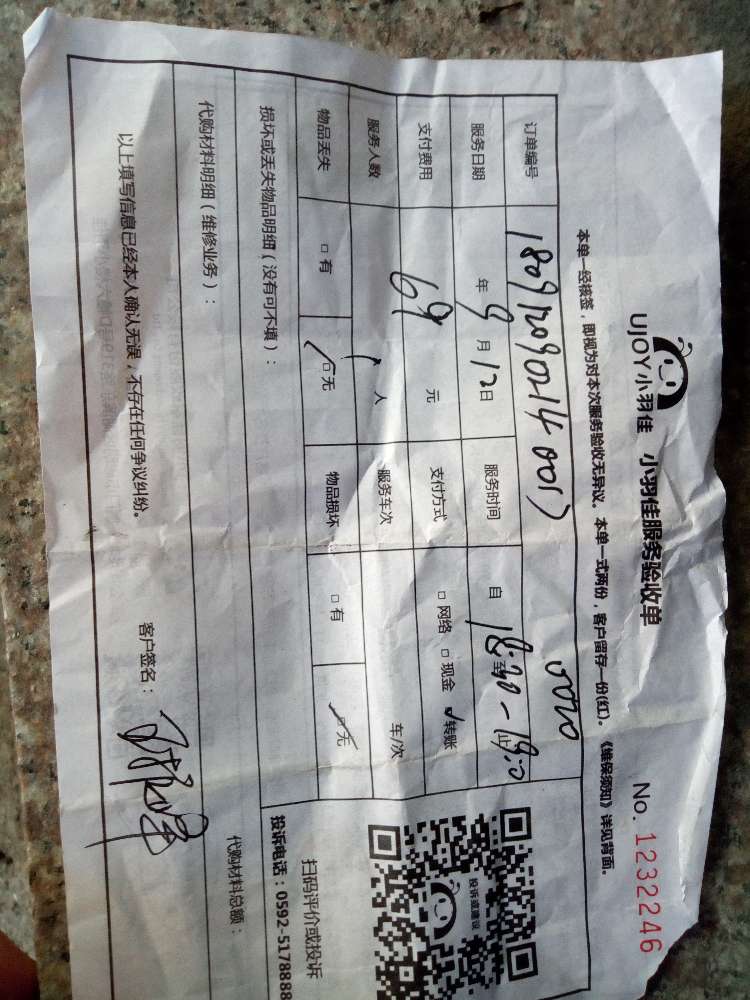 UJOY小羽佳 小羽佳服务验收单 No. 1232246
本单一经核签，即视为对本次服务验收无异议。本单一式两份，客户留存一份(红)。《维保须知》详见背面。
订单编号
服务日期 年 9 月 12 日 服务时间 自 18:30 - 19:0 止
支付费用 69 元 支付方式 □ 网络 □ 现金 □ 转账
服务人数 1 人 服务车次 车/次
物品丢失 □ 有 □ 无 物品损坏 □ 有 □ 无
损坏或丢失物品明细（没有可不填）：
投诉或建议
扫码评价或投诉
投诉电话：0592-5178888
代购材料明细（维修业务）： 代购材料总额：
以上填写信息已经本人确认无误，不存在任何争议纠纷。 客户签名：